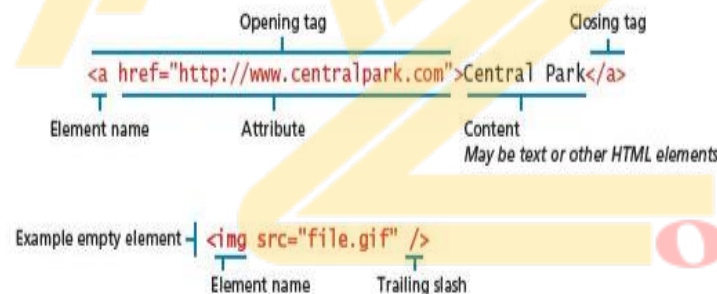 Opening tag Closing tag
<a href="http://www.centralpark.com">Central Park</a>
Element name Attribute Content
May be text or other HTML elements
Example empty element <img src="file.gif" />
Element name Trailing slash